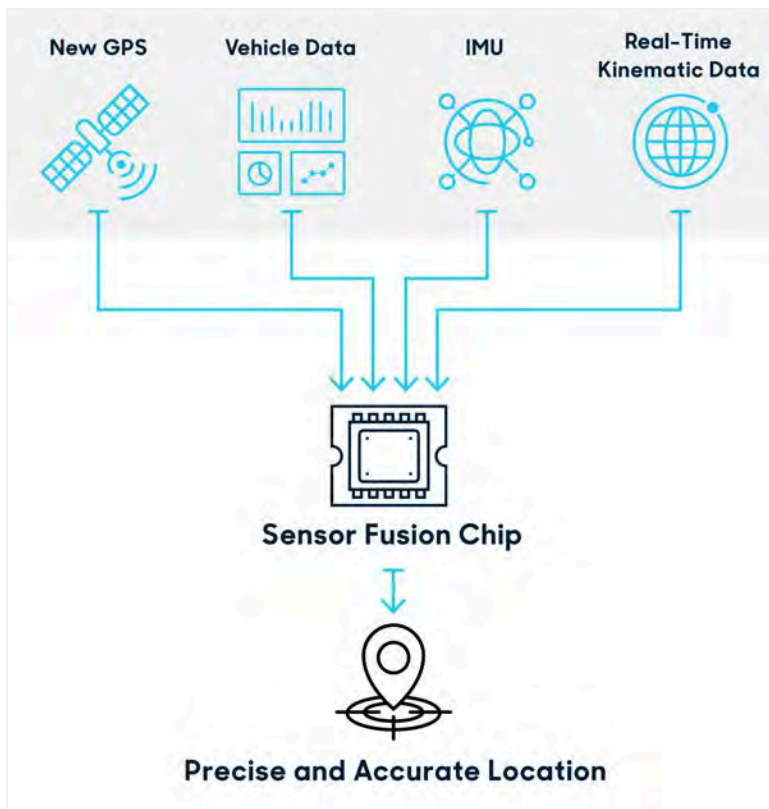 New GPS
Vehicle Data
IMU
Real-Time
Kinematic Data
Sensor Fusion Chip
Precise and Accurate Location